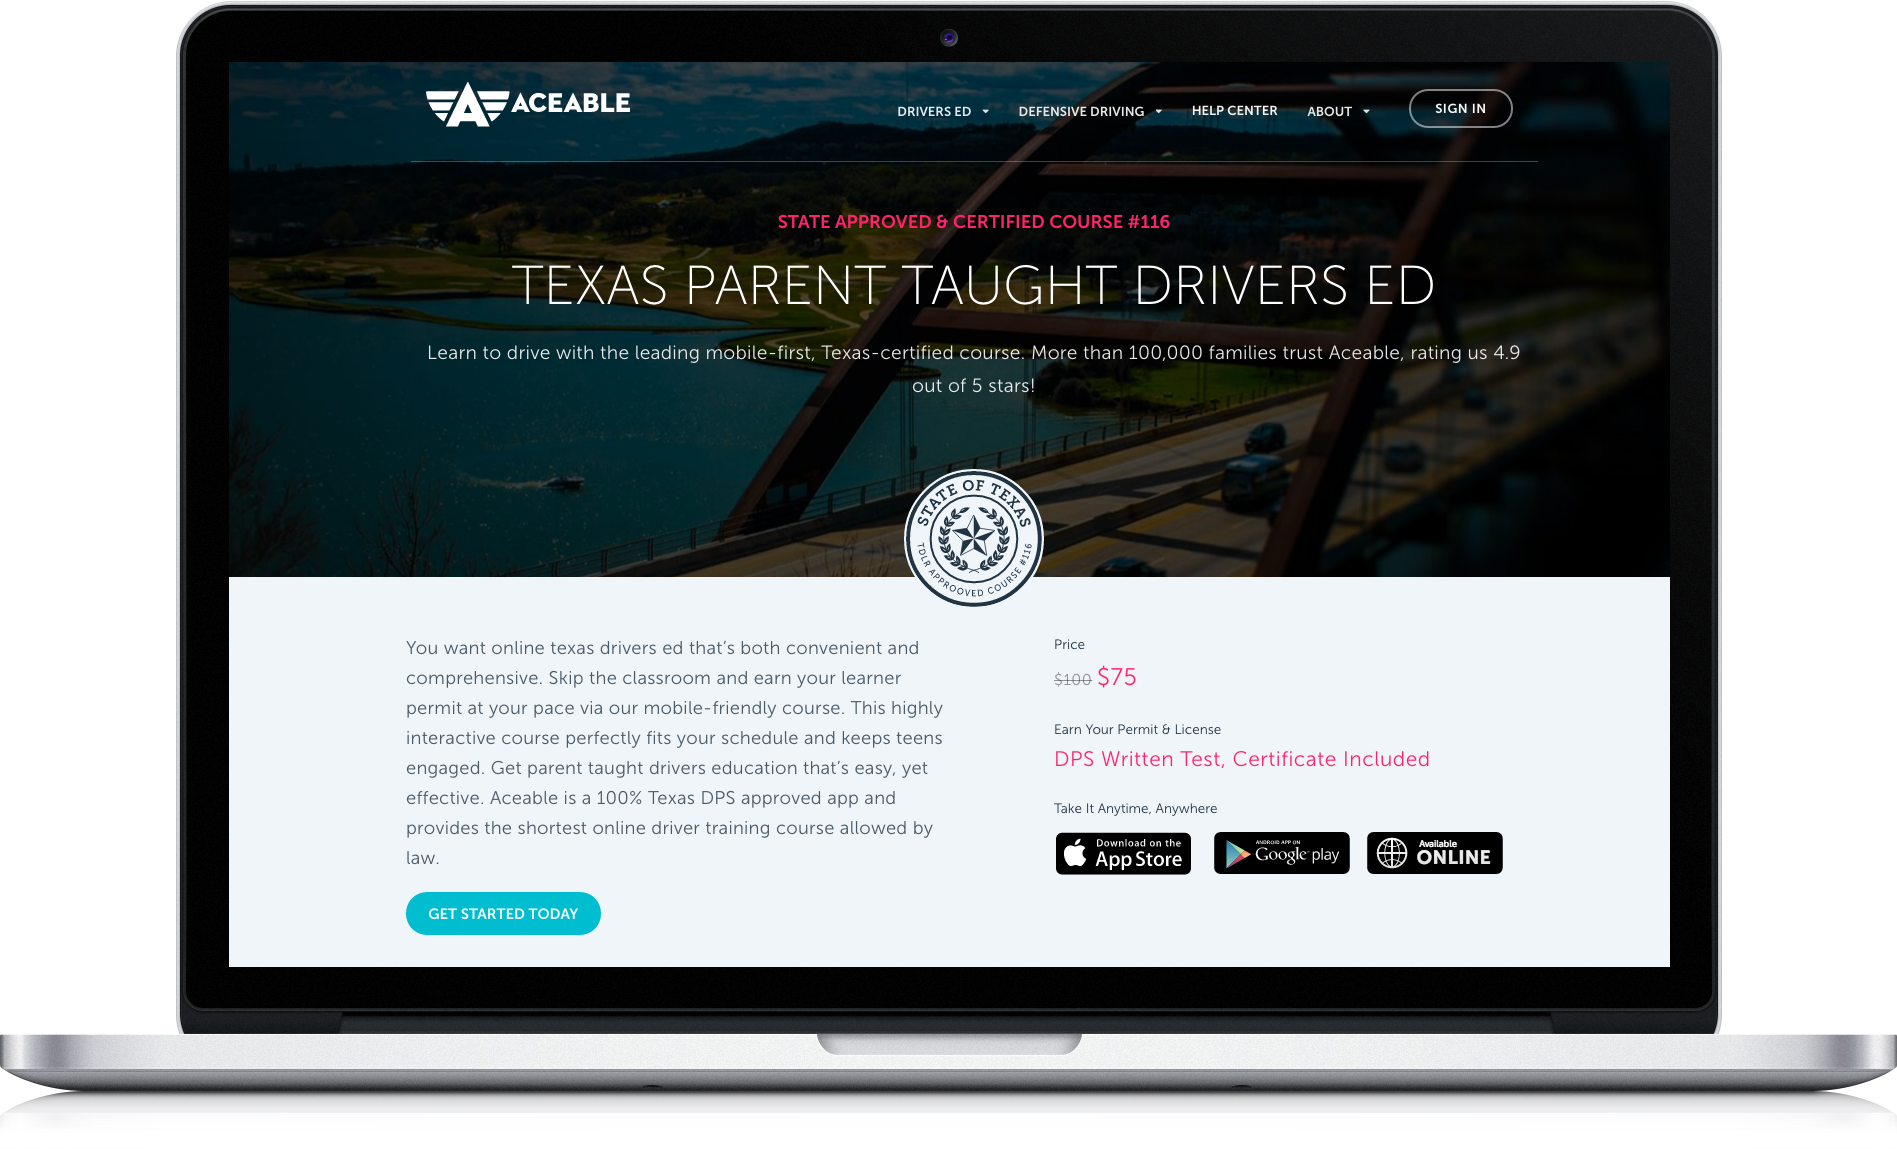 ACEABLE
DRIVERS ED
DEFENSIVE DRIVING
HELP CENTER
ABOUT
SIGN IN
STATE APPROVED & CERTIFIED COURSE #116
TEXAS PARENT TAUGHT DRIVERS ED
Learn to drive with the leading mobile-first, Texas-certified course. More than 100,000 families trust Aceable, rating us 4.9
out of 5 stars!
STATE OF TEXAS
TDLR APPROOVED COURSE #116
You want online texas drivers ed that’s both convenient and
comprehensive. Skip the classroom and earn your learner
permit at your pace via our mobile-friendly course. This highly
interactive course perfectly fits your schedule and keeps teens
engaged. Get parent taught drivers education that’s easy, yet
effective. Aceable is a 100% Texas DPS approved app and
provides the shortest online driver training course allowed by
law.
GET STARTED TODAY
Price
$100 $75
Earn Your Permit & License
DPS Written Test, Certificate Included
Take It Anytime, Anywhere
Download on the
App Store
ANDROID APP ON
Google play
Available
ONLINE